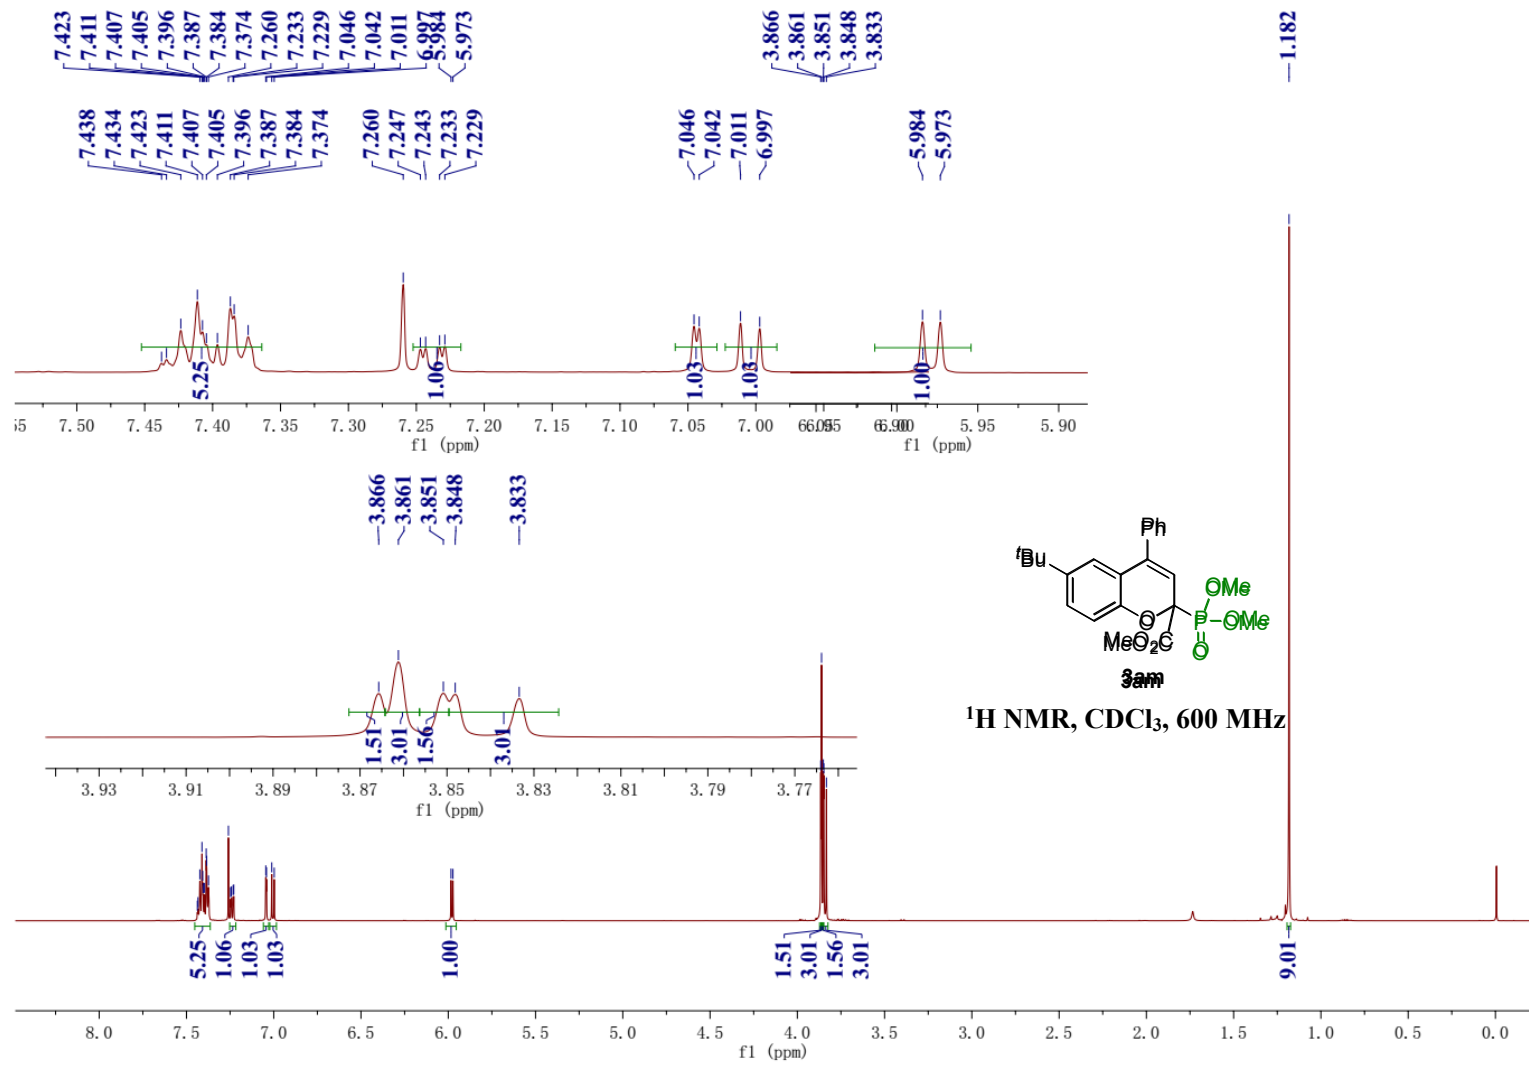 7.423 7.411 7.407 7.405 7.396 7.387 7.384 7.374 7.260 7.233 7.229 7.046 7.042 7.011 6.997 5.984 5.973 3.866 3.861 3.851 3.848 3.833 1.182
7.438 7.434 7.423 7.411 7.407 7.405 7.396 7.387 7.384 7.374 7.260 7.247 7.243 7.233 7.229 7.046 7.042 7.011 6.997 5.984 5.973
5.25 1.06 1.03 1.03 1.00
55 7.50 7.45 7.40 7.35 7.30 7.25 7.20 7.15 7.10 7.05 7.00 5.95 5.90
f1 (ppm) f1 (ppm)
3.866 3.861 3.851 3.848 3.833
1.51 3.01 1.56 3.01
3.93 3.91 3.89 3.87 3.85 3.83 3.81 3.79 3.77
f1 (ppm)
Ph
tBu
OMe
O P OMe
MeO2C O
3am
1H NMR, CDCl3, 600 MHz
5.25 1.06 1.03 1.03 1.00 1.51 3.01 1.56 3.01 9.01
8.0 7.5 7.0 6.5 6.0 5.5 5.0 4.5 4.0 3.5 3.0 2.5 2.0 1.5 1.0 0.5 0.0
f1 (ppm)